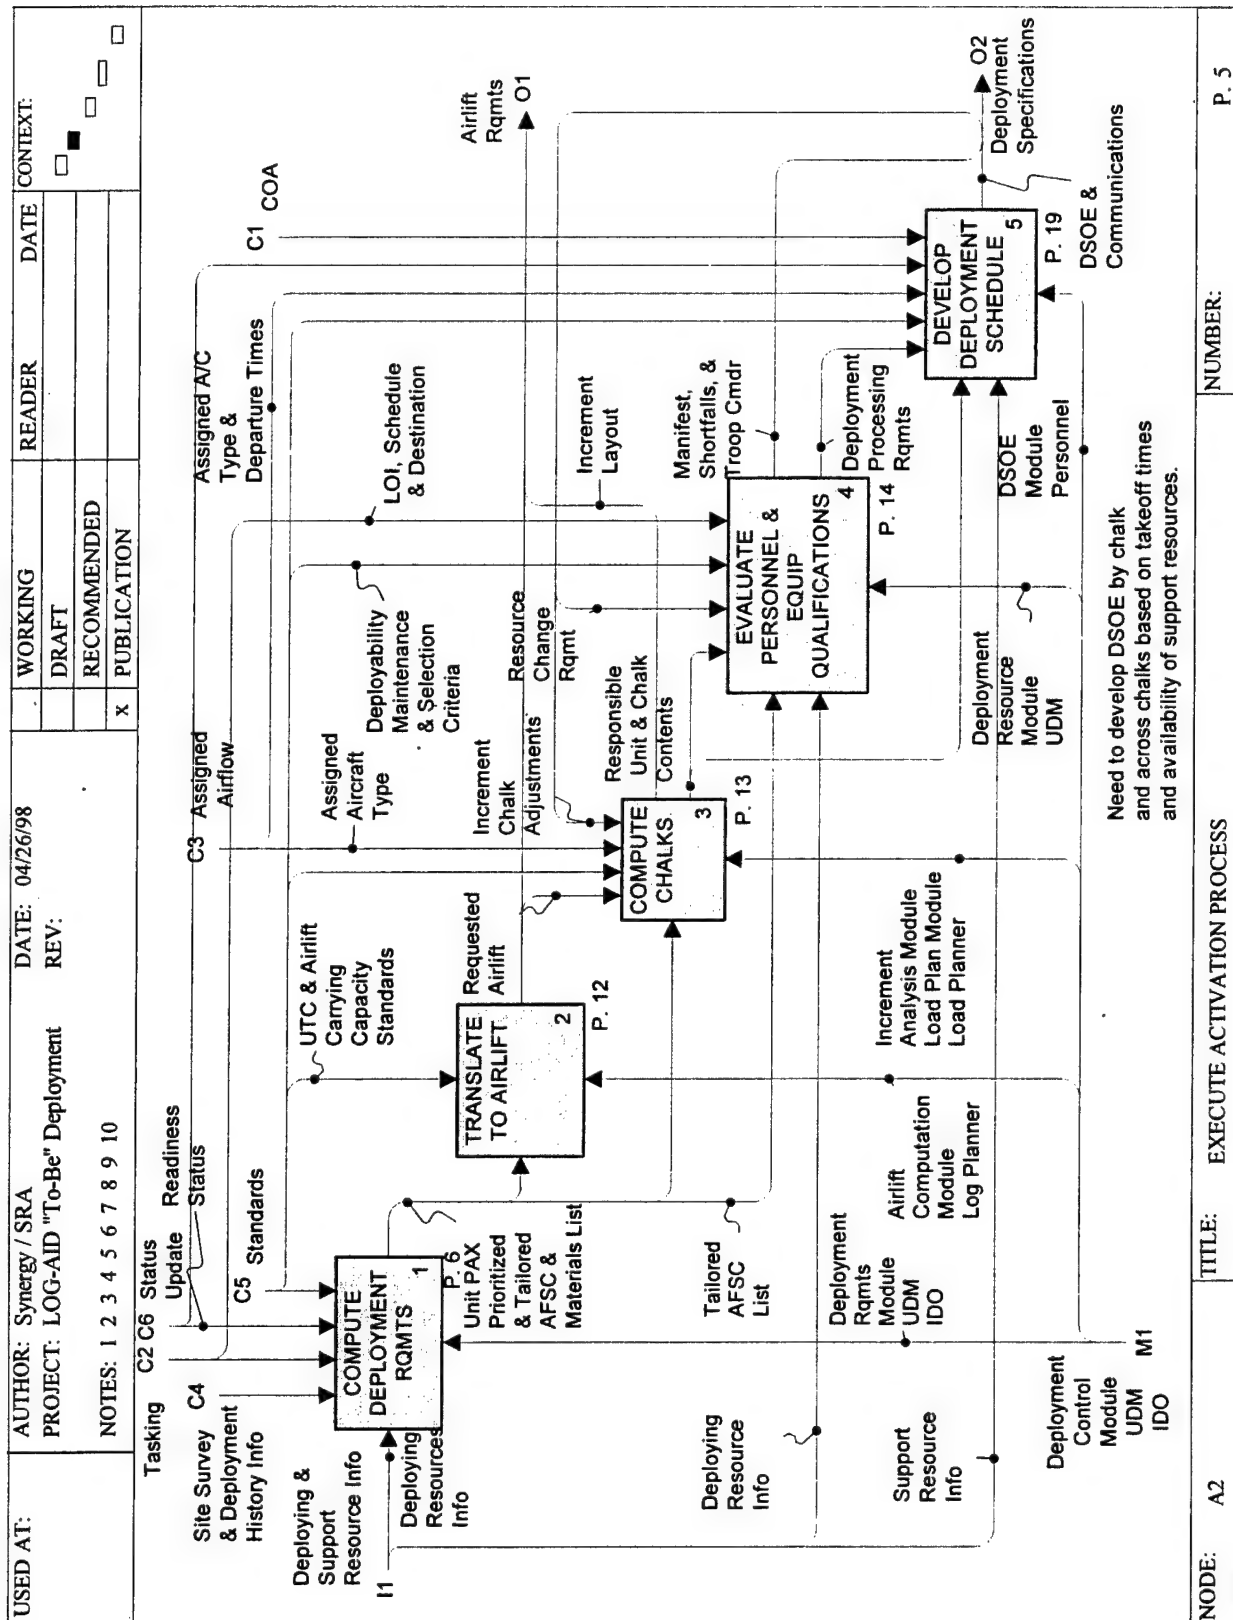 USED AT:
AUTHOR: Synergy / SRA
PROJECT: LOG-AID "To-Be" Deployment
NOTES: 1 2 3 4 5 6 7 8 9 10
DATE: 04/26/98
REV:
WORKING
DRAFT
RECOMMENDED
X PUBLICATION
READER
DATE
CONTEXT:
Tasking
C2 C6
Status
Update
Readiness
Status
C4
Site Survey
& Deployment
History Info
C5
Standards
C3
Assigned
Airflow
Assigned A/C
Type &
Departure Times
C1
COA
Deploying &
Support
Resource Info
I1
Deploying
Resources
Info
COMPUTE
DEPLOYMENT
RQMTS
1
P. 6
Unit PAX
Prioritized
& Tailored
AFSC &
Materials List
UTC & Airlift
Carrying
Capacity
Standards
TRANSLATE
TO AIRLIFT
2
P. 12
Requested
Airlift
Assigned
Aircraft
Type
Increment
Chalk
Adjustments
COMPUTE
CHALKS
3
P. 13
Deployability
Maintenance
& Selection
Criteria
Resource
Change
Rqmt
Responsible
Unit & Chalk
Contents
LOI, Schedule
& Destination
Increment
Layout
Airlift
Rqmts
O1
EVALUATE
PERSONNEL &
EQUIP
QUALIFICATIONS
4
P. 14
Manifest,
Shortfalls, &
Troop Cmdr
Deployment
Processing
Rqmts
DEVELOP
DEPLOYMENT
SCHEDULE
5
P. 19
O2
Deployment
Specifications
DSOE &
Communications
Tailored
AFSC
List
Deploying
Resource
Info
Support
Resource
Info
Deployment
Rqmts
Module
UDM
IDO
Airlift
Computation
Module
Log Planner
Increment
Analysis Module
Load Plan Module
Load Planner
Deployment
Resource
Module
UDM
DSOE
Module
Personnel
Deployment
Control
Module
UDM
IDO
M1
Need to develop DSOE by chalk
and across chalks based on takeoff times
and availability of support resources.
NODE: A2
TITLE: EXECUTE ACTIVATION PROCESS
NUMBER: P. 5